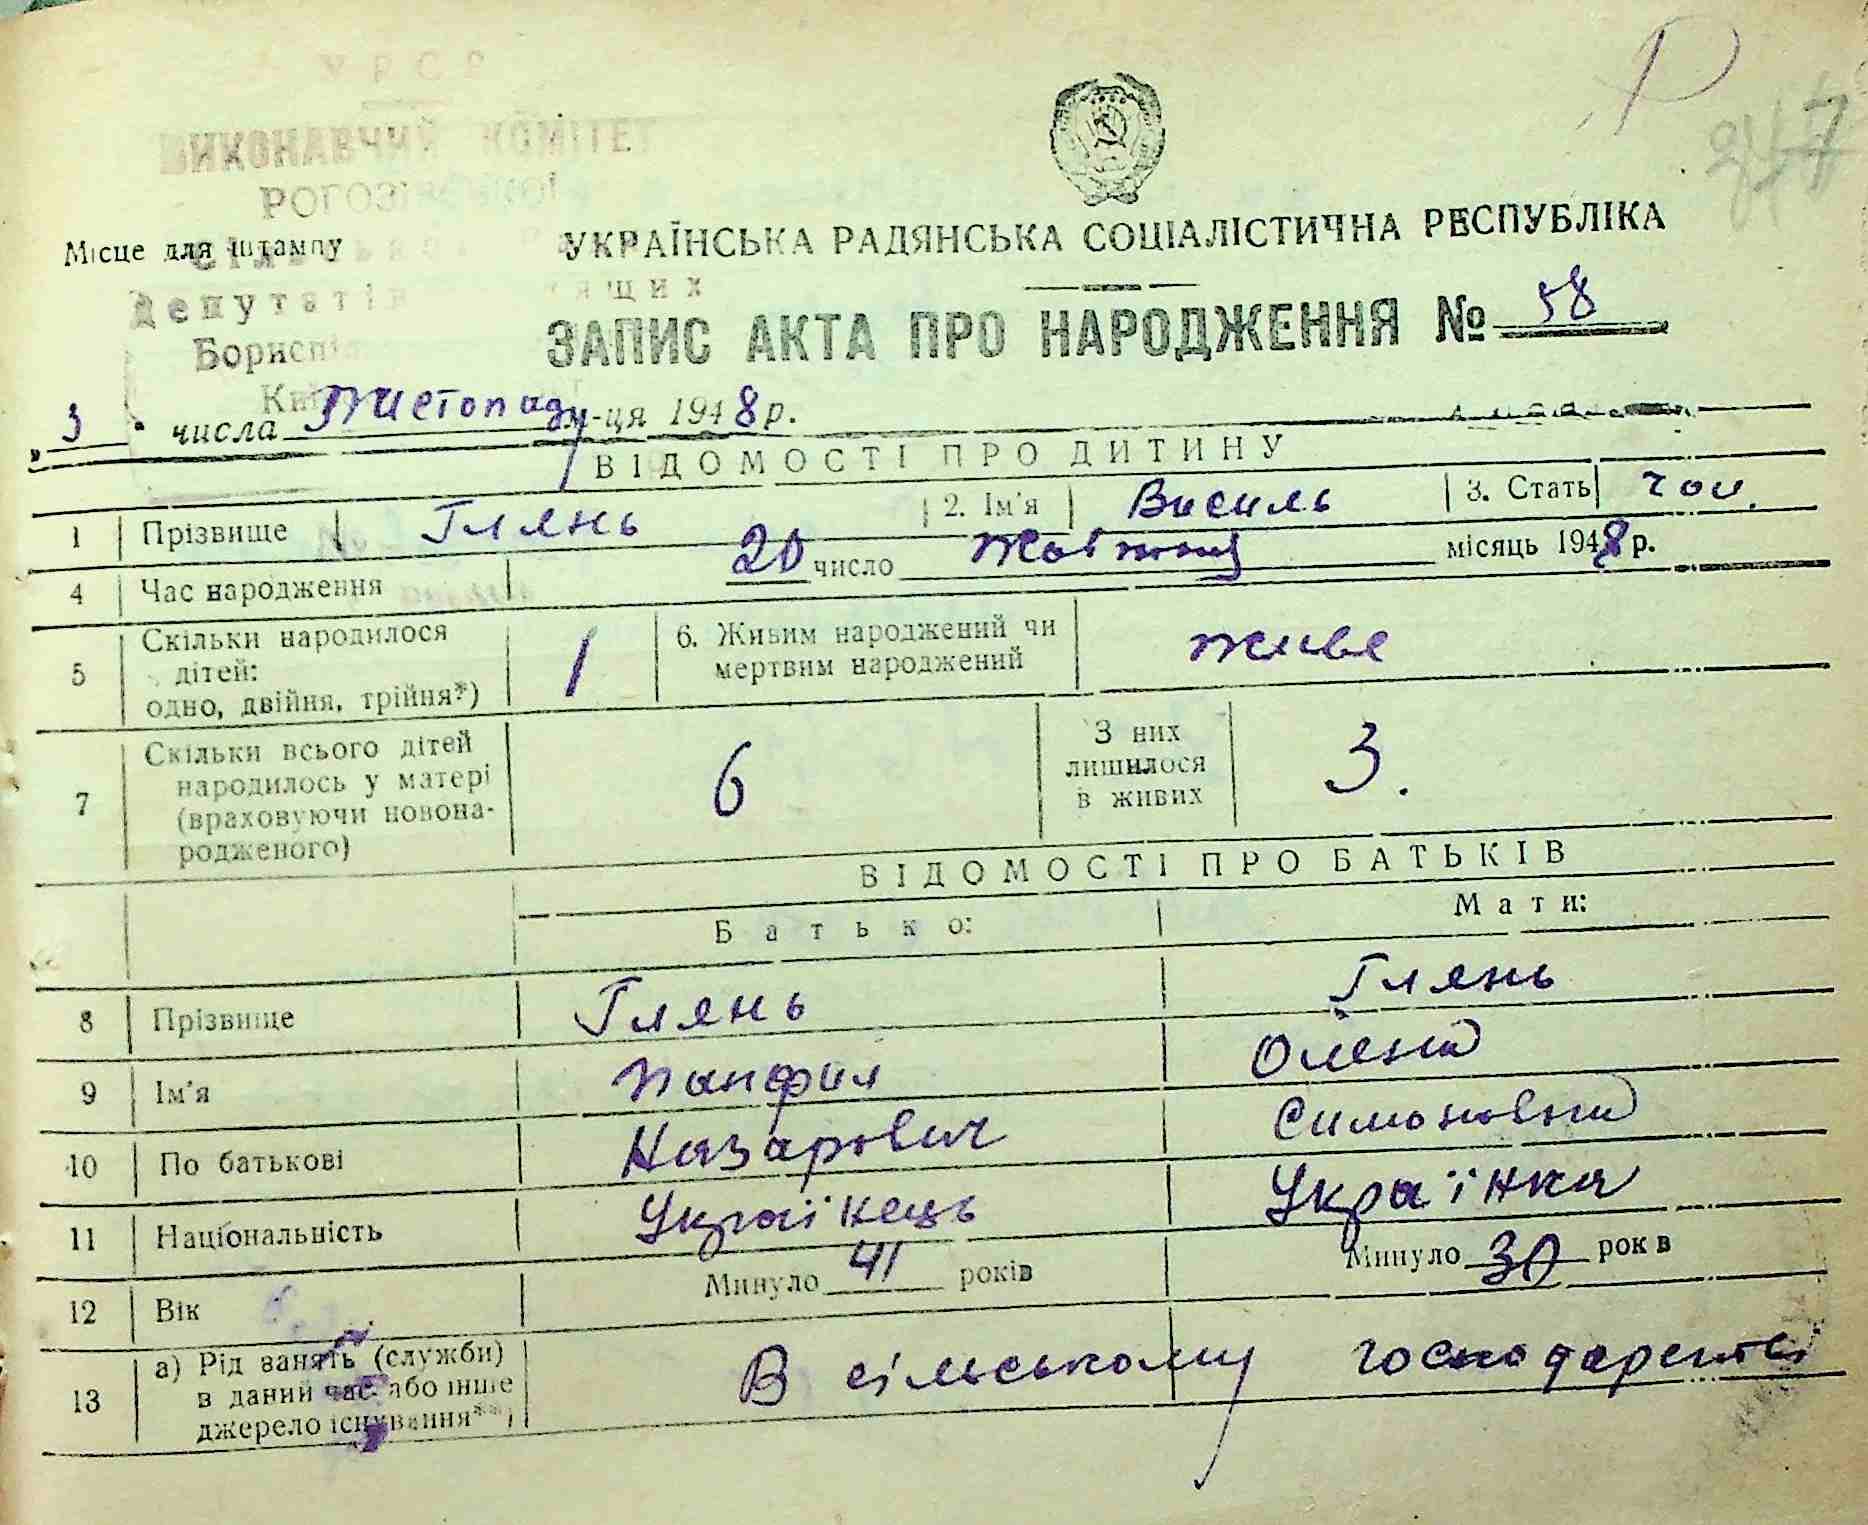 УРСР
ВИКОНАВЧИЙ КОМІТЕТ
Місце для штампу
Депутатів
УКРАЇНСЬКА РАДЯНСЬКА СОЦІАЛІСТИЧНА РЕСПУБЛІКА
ЗАПИС АКТА ПРО НАРОДЖЕННЯ № 58
„ 3 " числа Листопаду м-ця 1948 р.
ВІДОМОСТІ ПРО ДИТИНУ
1 Прізвище Глянь 2. Ім'я Василь 3. Стать чол.
4 Час народження 20 число Жовтня місяць 1948 р.
5 Скільки народилося дітей: одно, двійня, трійня*) 1 6. Живим народжений чи мертвим народжений живе
7 Скільки всього дітей народилось у матері (враховуючи новонародженого) 6 З них лишилося в живих 3.
ВІДОМОСТІ ПРО БАТЬКІВ
Батько: Мати:
8 Прізвище Глянь Глянь
9 Ім'я Панфил Олена
10 По батькові Назарович Симоновна
11 Національність Українець Українка
12 Вік Минуло 41 років Минуло 30 років
13 а) Рід занять (служби) в даний час або інше джерело існування**) В сільському господарстві